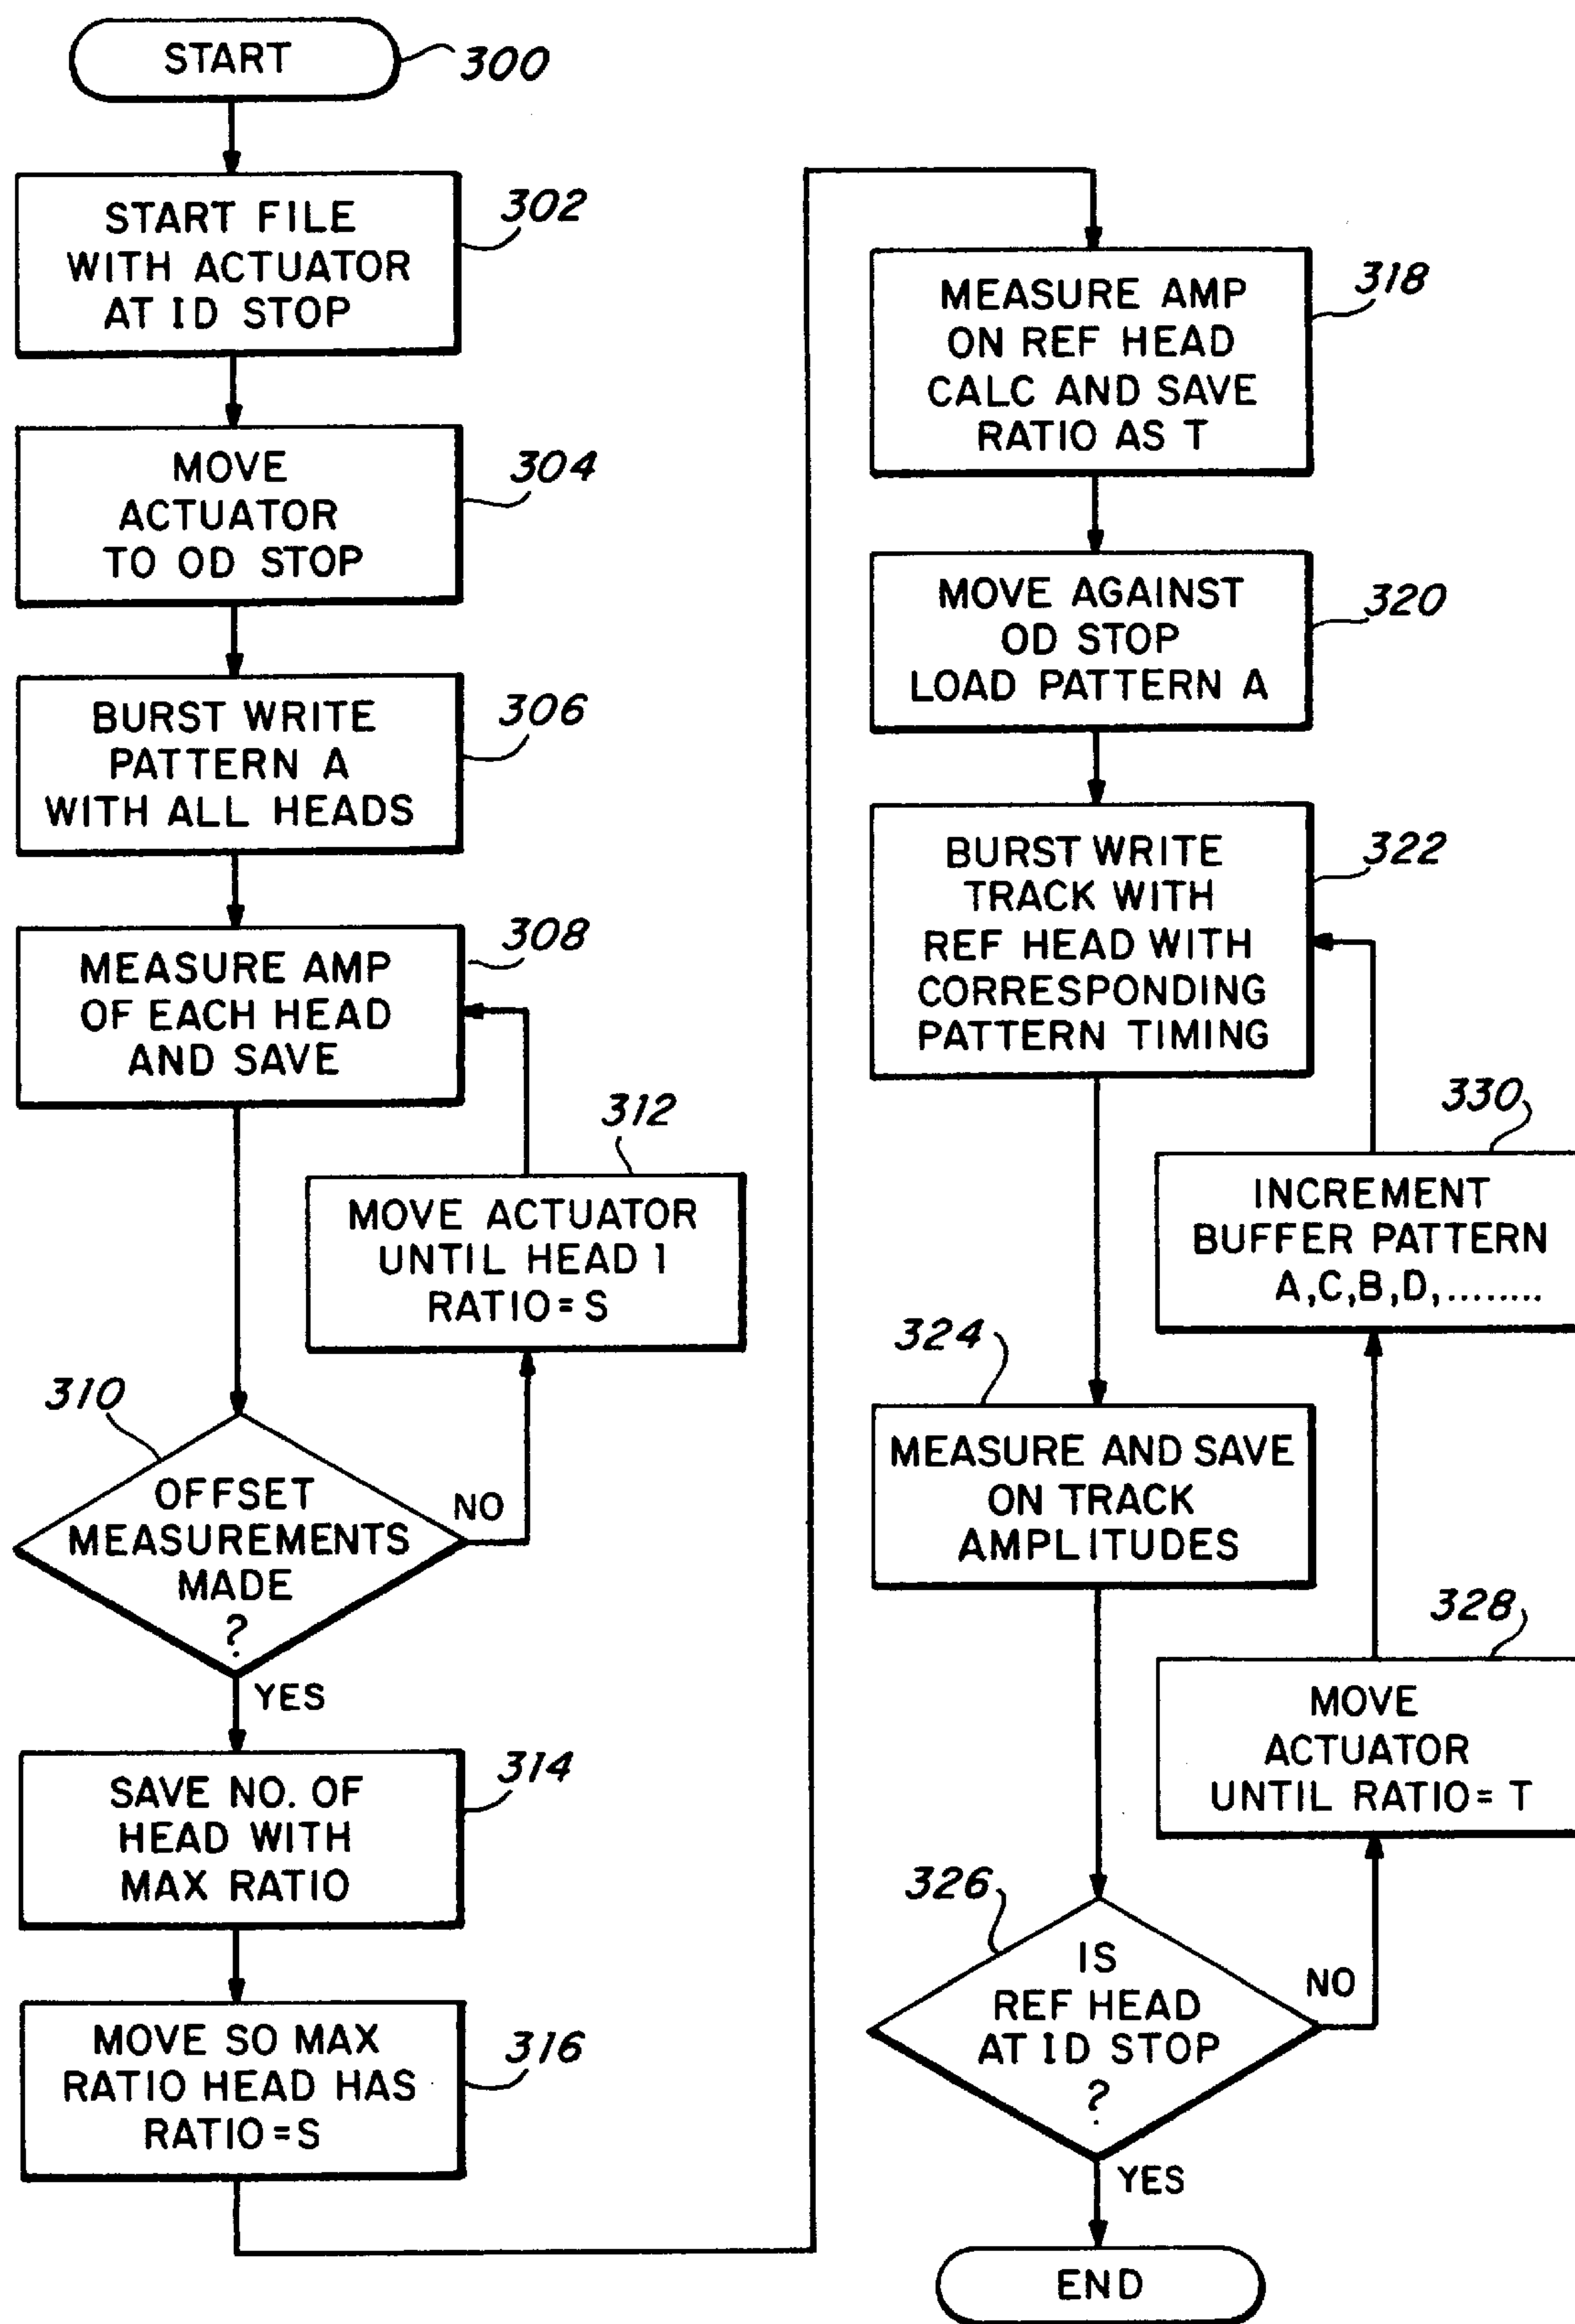 START
300
START FILE
WITH ACTUATOR
AT ID STOP
302
MOVE
ACTUATOR
TO OD STOP
304
BURST WRITE
PATTERN A
WITH ALL HEADS
306
MEASURE AMP
OF EACH HEAD
AND SAVE
308
312
MOVE ACTUATOR
UNTIL HEAD 1
RATIO=S
310
OFFSET
MEASUREMENTS
MADE
?
NO
YES
SAVE NO. OF
HEAD WITH
MAX RATIO
314
MOVE SO MAX
RATIO HEAD HAS
RATIO=S
316
MEASURE AMP
ON REF HEAD
CALC AND SAVE
RATIO AS T
318
MOVE AGAINST
OD STOP
LOAD PATTERN A
320
BURST WRITE
TRACK WITH
REF HEAD WITH
CORRESPONDING
PATTERN TIMING
322
330
INCREMENT
BUFFER PATTERN
A,C,B,D,........
324
MEASURE AND SAVE
ON TRACK
AMPLITUDES
328
MOVE
ACTUATOR
UNTIL RATIO= T
326
IS
REF HEAD
AT ID STOP
?
NO
YES
END